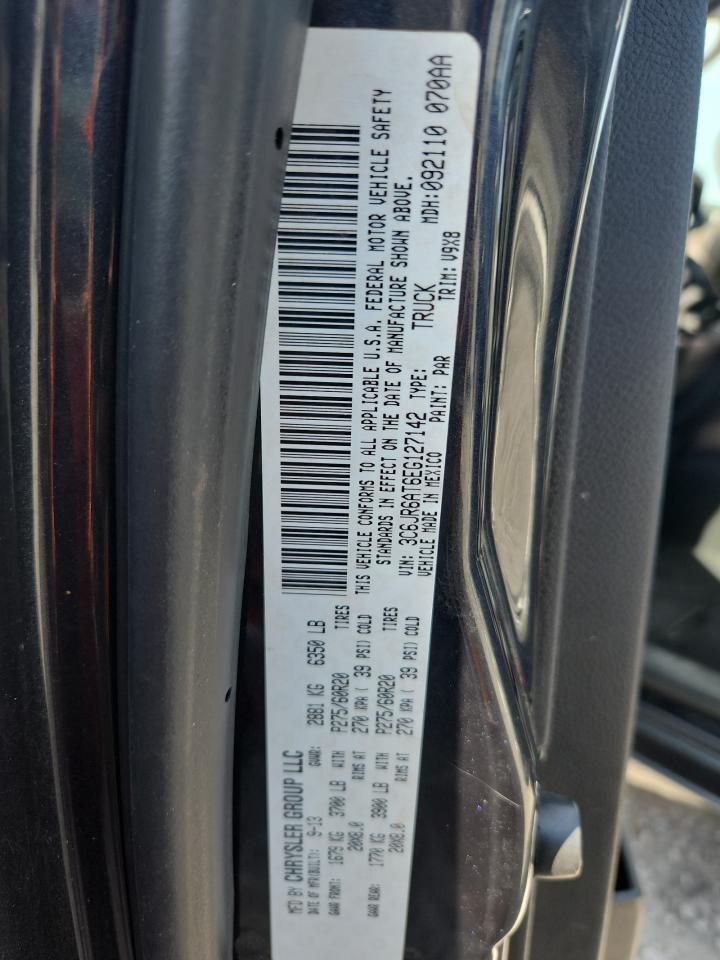 MFD BY CHRYSLER GROUP LLC
DATE OF MFR(BUILT): 9-13 GVWR: 2881 KG 6350 LB
GAWR FRONT: 1679 KG 3700 LB WITH P275/60R20 TIRES
20X8.0 RIMS AT 270 KPA ( 39 PSI) COLD
GAWR REAR: 1770 KG 3900 LB WITH P275/60R20 TIRES
20X8.0 RIMS AT 270 KPA ( 39 PSI) COLD
THIS VEHICLE CONFORMS TO ALL APPLICABLE U.S.A. FEDERAL MOTOR VEHICLE SAFETY
STANDARDS IN EFFECT ON THE DATE OF MANUFACTURE SHOWN ABOVE.
VIN: 3C6JR6AT6EG127142 TYPE: TRUCK MDH:092110 070AA
VEHICLE MADE IN MEXICO PAINT: PAR TRIM: V9X8